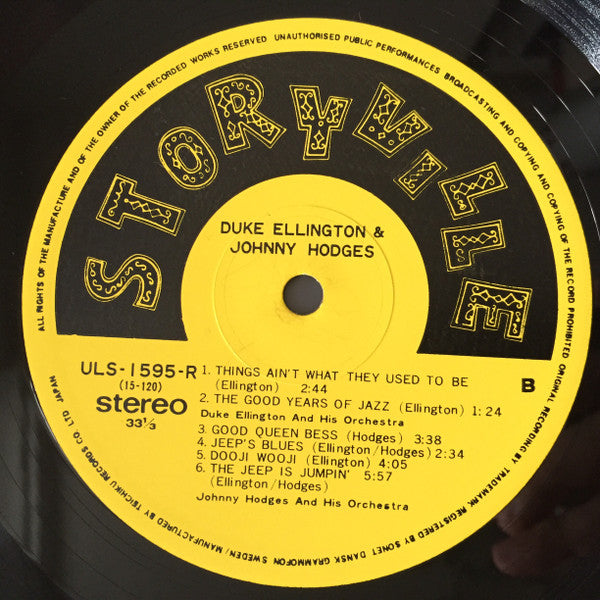 ALL RIGHTS OF THE MANUFACTURE AND OF THE OWNER OF THE RECORDED WORKS RESERVED UNAUTHORISED PUBLIC PERFORMANCES BROADCASTING AND COPYING AND COPYING OF THE RECORD PROHIBITED ORIGINAL RECORDING BY TRADEMARK REGISTERED BY SONET DANSK GRAMMOFON SWEDEN/MANUFACTURED BY TEICHIKU RECORDS CO. LTD. JAPAN
STORYVILLE
DUKE ELLINGTON &
JOHNNY HODGES
ULS-1595-R
(15-120)
stereo
33⅓
B
1. THINGS AIN'T WHAT THEY USED TO BE
(Ellington) 2:44
2. THE GOOD YEARS OF JAZZ (Ellington) 1:24
Duke Ellington And His Orchestra
3. GOOD QUEEN BESS (Hodges) 3:38
4. JEEP'S BLUES (Ellington/Hodges) 2:34
5. DOOJI WOOJI (Ellington) 4:05
6. THE JEEP IS JUMPIN' 5:57
(Ellington/Hodges)
Johnny Hodges And His Orchestra